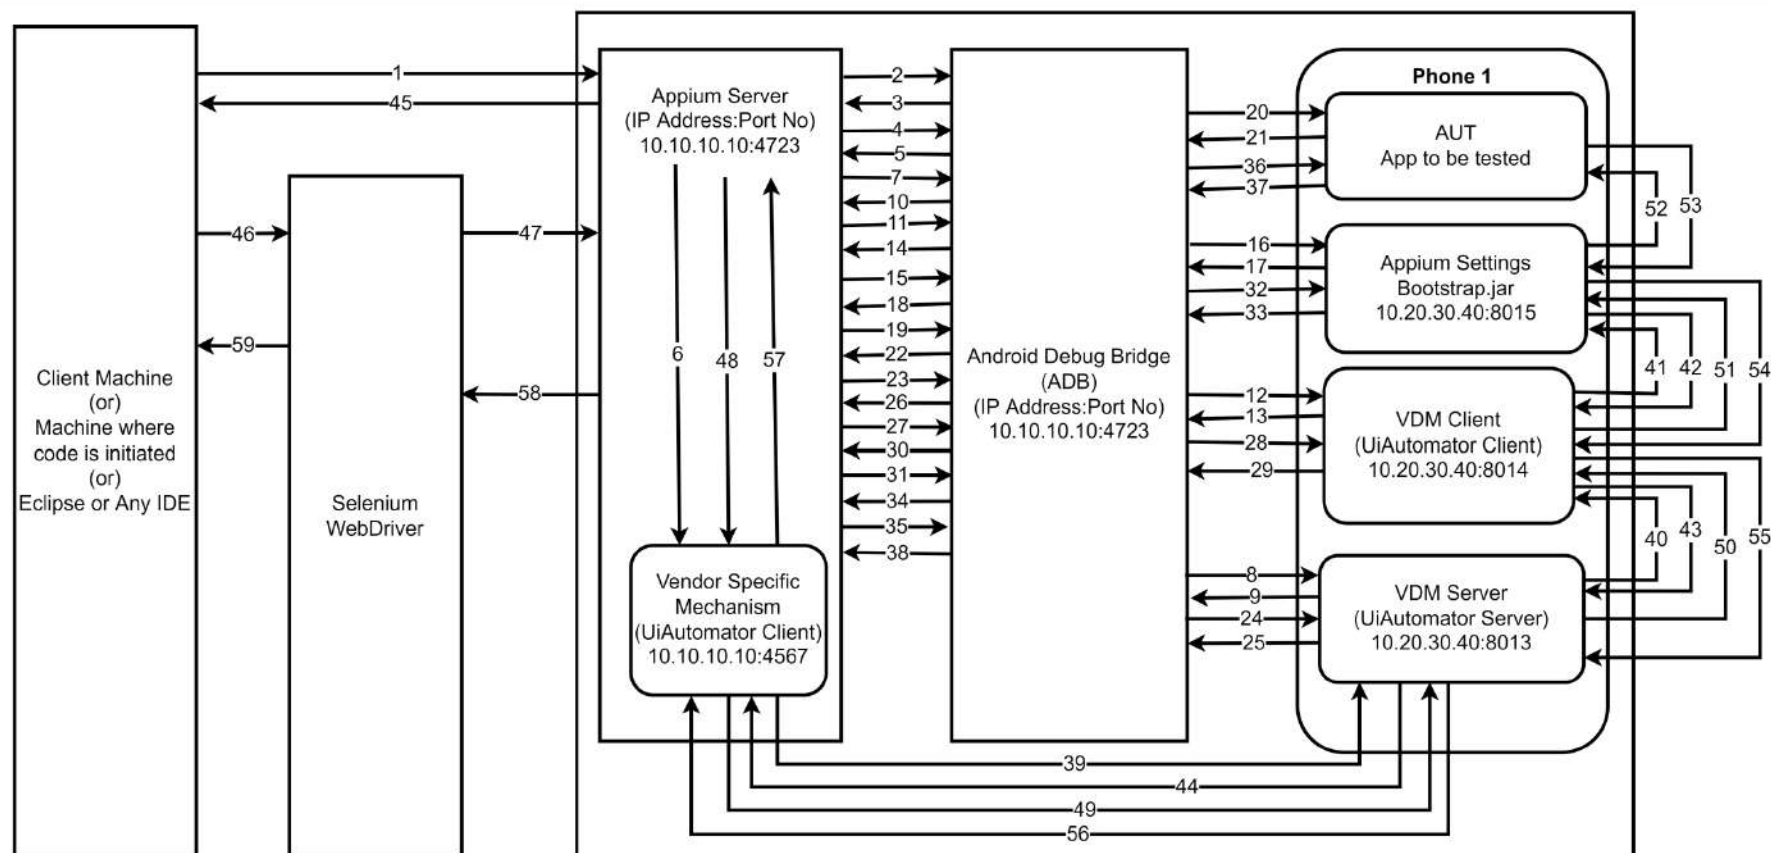 Client Machine
(or)
Machine where
code is initiated
(or)
Eclipse or Any IDE
1
45
46
59
Selenium
WebDriver
47
58
Appium Server
(IP Address:Port No)
10.10.10.10:4723
6
48
57
Vendor Specific
Mechanism
(UiAutomator Client)
10.10.10.10:4567
2
3
4
5
7
10
11
14
15
18
19
22
23
26
27
30
31
34
35
38
Android Debug Bridge
(ADB)
(IP Address:Port No)
10.10.10.10:4723
20
21
36
37
16
17
32
33
12
13
28
29
8
9
24
25
Phone 1
AUT
App to be tested
Appium Settings
Bootstrap.jar
10.20.30.40:8015
VDM Client
(UiAutomator Client)
10.20.30.40:8014
VDM Server
(UiAutomator Server)
10.20.30.40:8013
52
53
41
42
51
54
40
43
50
55
39
44
49
56